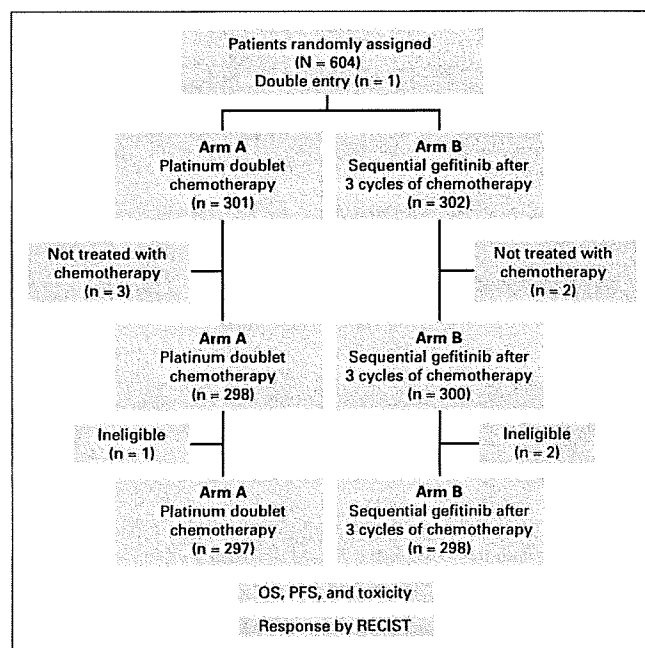 Patients randomly assigned
(N = 604)
Double entry (n = 1)
Arm A
Platinum doublet
chemotherapy
(n = 301)
Arm B
Sequential gefitinib after
3 cycles of chemotherapy
(n = 302)
Not treated with
chemotherapy
(n = 3)
Not treated with
chemotherapy
(n = 2)
Arm A
Platinum doublet
chemotherapy
(n = 298)
Arm B
Sequential gefitinib after
3 cycles of chemotherapy
(n = 300)
Ineligible
(n = 1)
Ineligible
(n = 2)
Arm A
Platinum doublet
chemotherapy
(n = 297)
Arm B
Sequential gefitinib after
3 cycles of chemotherapy
(n = 298)
OS, PFS, and toxicity
Response by RECIST